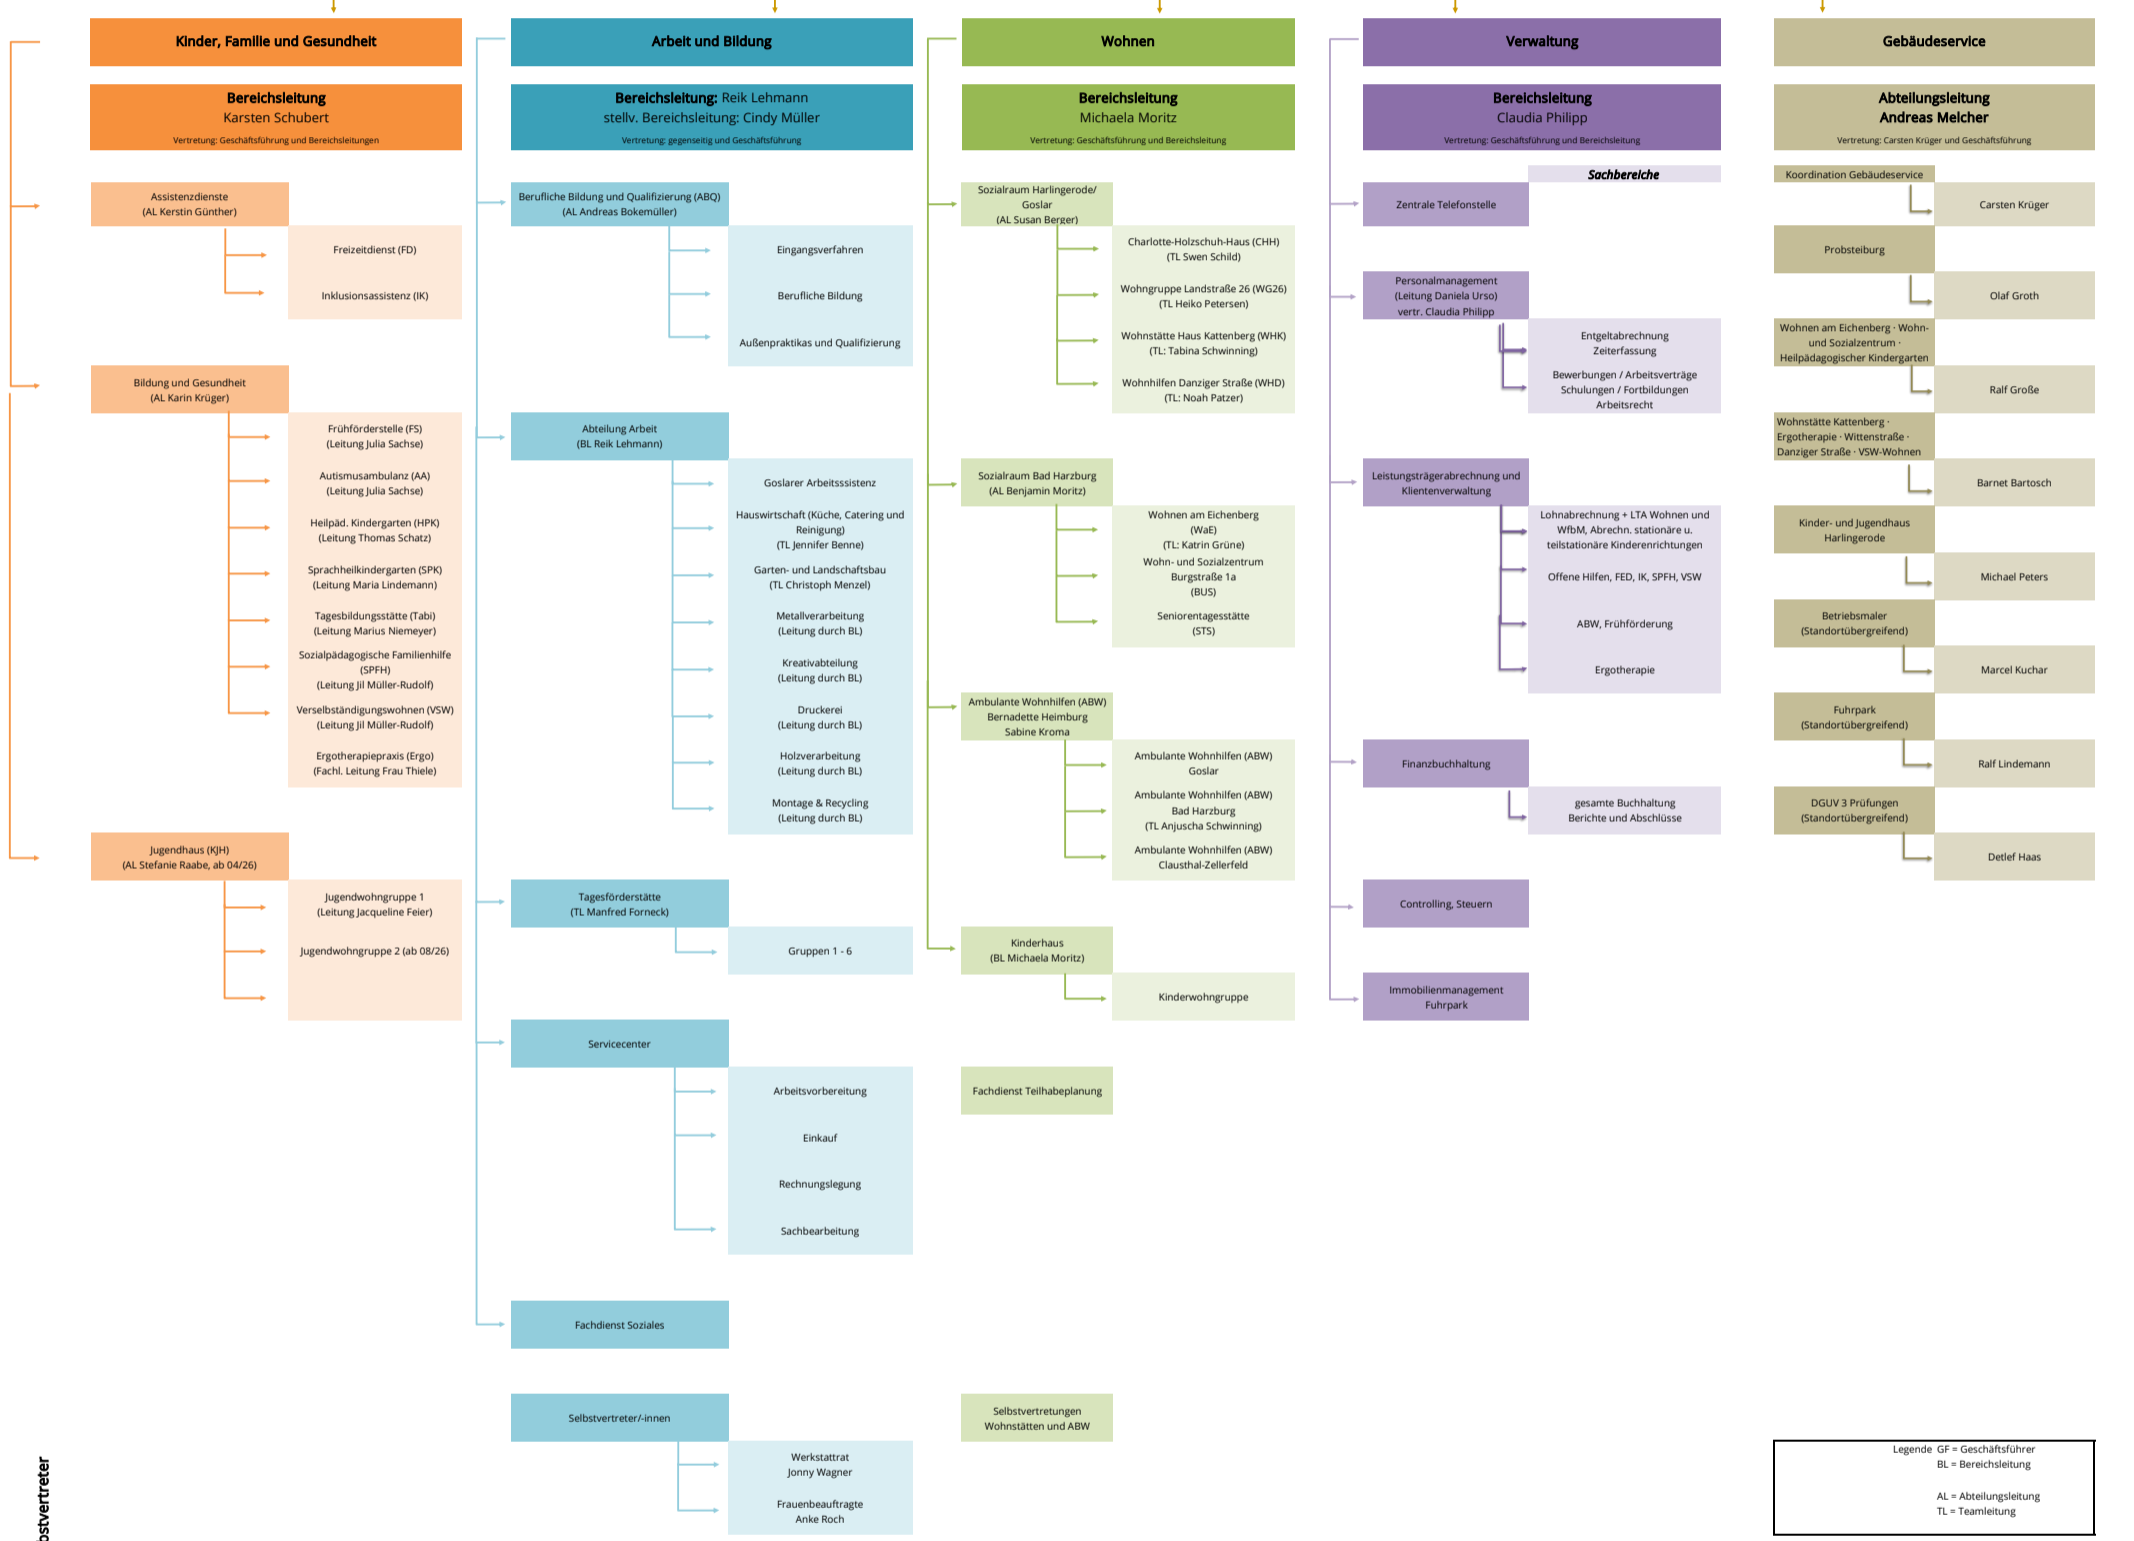 Kinder, Familie und Gesundheit
Bereichsleitung
Karsten Schubert
Vertretung: Geschäftsführung und Bereichsleitungen
Assistenzdienste
(AL Kerstin Günther)
Freizeitdienst (FD)
Inklusionsassistenz (IK)
Bildung und Gesundheit
(AL Karin Krüger)
Frühförderstelle (FS)
(Leitung Julia Sachse)
Autismusambulanz (AA)
(Leitung Julia Sachse)
Heilpäd. Kindergarten (HPK)
(Leitung Thomas Schatz)
Sprachheilkindergarten (SPK)
(Leitung Maria Lindemann)
Tagesbildungsstätte (Tabi)
(Leitung Marius Niemeyer)
Sozialpädagogische Familienhilfe
(SPFH)
(Leitung Jil Müller-Rudolf)
Verselbständigungswohnen (VSW)
(Leitung Jil Müller-Rudolf)
Ergotherapiepraxis (Ergo)
(Fachl. Leitung Frau Thiele)
Jugendhaus (KJH)
(AL Stefanie Raabe, ab 04/26)
Jugendwohngruppe 1
(Leitung Jacqueline Feier)
Jugendwohngruppe 2 (ab 08/26)
Arbeit und Bildung
Bereichsleitung: Reik Lehmann
stellv. Bereichsleitung: Cindy Müller
Vertretung: gegenseitig und Geschäftsführung
Berufliche Bildung und Qualifizierung (ABQ)
(AL Andreas Bokemüller)
Eingangsverfahren
Berufliche Bildung
Außenpraktikas und Qualifizierung
Abteilung Arbeit
(BL Reik Lehmann)
Goslarer Arbeitsssistenz
Hauswirtschaft (Küche, Catering und
Reinigung)
(TL Jennifer Benne)
Garten- und Landschaftsbau
(TL Christoph Menzel)
Metallverarbeitung
(Leitung durch BL)
Kreativabteilung
(Leitung durch BL)
Druckerei
(Leitung durch BL)
Holzverarbeitung
(Leitung durch BL)
Montage & Recycling
(Leitung durch BL)
Tagesförderstätte
(TL Manfred Forneck)
Gruppen 1 - 6
Servicecenter
Arbeitsvorbereitung
Einkauf
Rechnungslegung
Sachbearbeitung
Fachdienst Soziales
Selbstvertreter/-innen
Werkstattrat
Jonny Wagner
Frauenbeauftragte
Anke Roch
Wohnen
Bereichsleitung
Michaela Moritz
Vertretung: Geschäftsführung und Bereichsleitung
Sozialraum Harlingerode/
Goslar
(AL Susan Berger)
Charlotte-Holzschuh-Haus (CHH)
(TL Swen Schild)
Wohngruppe Landstraße 26 (WG26)
(TL Heiko Petersen)
Wohnstätte Haus Kattenberg (WHK)
(TL: Tabina Schwinning)
Wohnhilfen Danziger Straße (WHD)
(TL: Noah Patzer)
Sozialraum Bad Harzburg
(AL Benjamin Moritz)
Wohnen am Eichenberg
(WaE)
(TL: Katrin Grüne)
Wohn- und Sozialzentrum
Burgstraße 1a
(BUS)
Seniorentagesstätte
(STS)
Ambulante Wohnhilfen (ABW)
Bernadette Heimburg
Sabine Kroma
Ambulante Wohnhilfen (ABW)
Goslar
Ambulante Wohnhilfen (ABW)
Bad Harzburg
(TL Anjuscha Schwinning)
Ambulante Wohnhilfen (ABW)
Clausthal-Zellerfeld
Kinderhaus
(BL Michaela Moritz)
Kinderwohngruppe
Fachdienst Teilhabeplanung
Selbstvertretungen
Wohnstätten und ABW
Verwaltung
Bereichsleitung
Claudia Philipp
Vertretung: Geschäftsführung und Bereichsleitung
Sachbereiche
Zentrale Telefonstelle
Personalmanagement
(Leitung Daniela Urso)
vertr. Claudia Philipp
Entgeltabrechnung
Zeiterfassung
Bewerbungen / Arbeitsverträge
Schulungen / Fortbildungen
Arbeitsrecht
Leistungsträgerabrechnung und
Klientenverwaltung
Lohnabrechnung + LTA Wohnen und
WfbM, Abrechn. stationäre u.
teilstationäre Kinderenrichtungen
Offene Hilfen, FED, IK, SPFH, VSW
ABW, Frühförderung
Ergotherapie
Finanzbuchhaltung
gesamte Buchhaltung
Berichte und Abschlüsse
Controlling, Steuern
Immobilienmanagement
Fuhrpark
Gebäudeservice
Abteilungsleitung
Andreas Melcher
Vertretung: Carsten Krüger und Geschäftsführung
Koordination Gebäudeservice
Carsten Krüger
Probsteiburg
Olaf Groth
Wohnen am Eichenberg · Wohn-
und Sozialzentrum ·
Heilpädagogischer Kindergarten
Ralf Große
Wohnstätte Kattenberg ·
Ergotherapie · Wittenstraße ·
Danziger Straße · VSW-Wohnen
Barnet Bartosch
Kinder- und Jugendhaus
Harlingerode
Michael Peters
Betriebsmaler
(Standortübergreifend)
Marcel Kuchar
Fuhrpark
(Standortübergreifend)
Ralf Lindemann
DGUV 3 Prüfungen
(Standortübergreifend)
Detlef Haas
bstvertreter
Legende GF = Geschäftsführer
BL = Bereichsleitung
AL = Abteilungsleitung
TL = Teamleitung